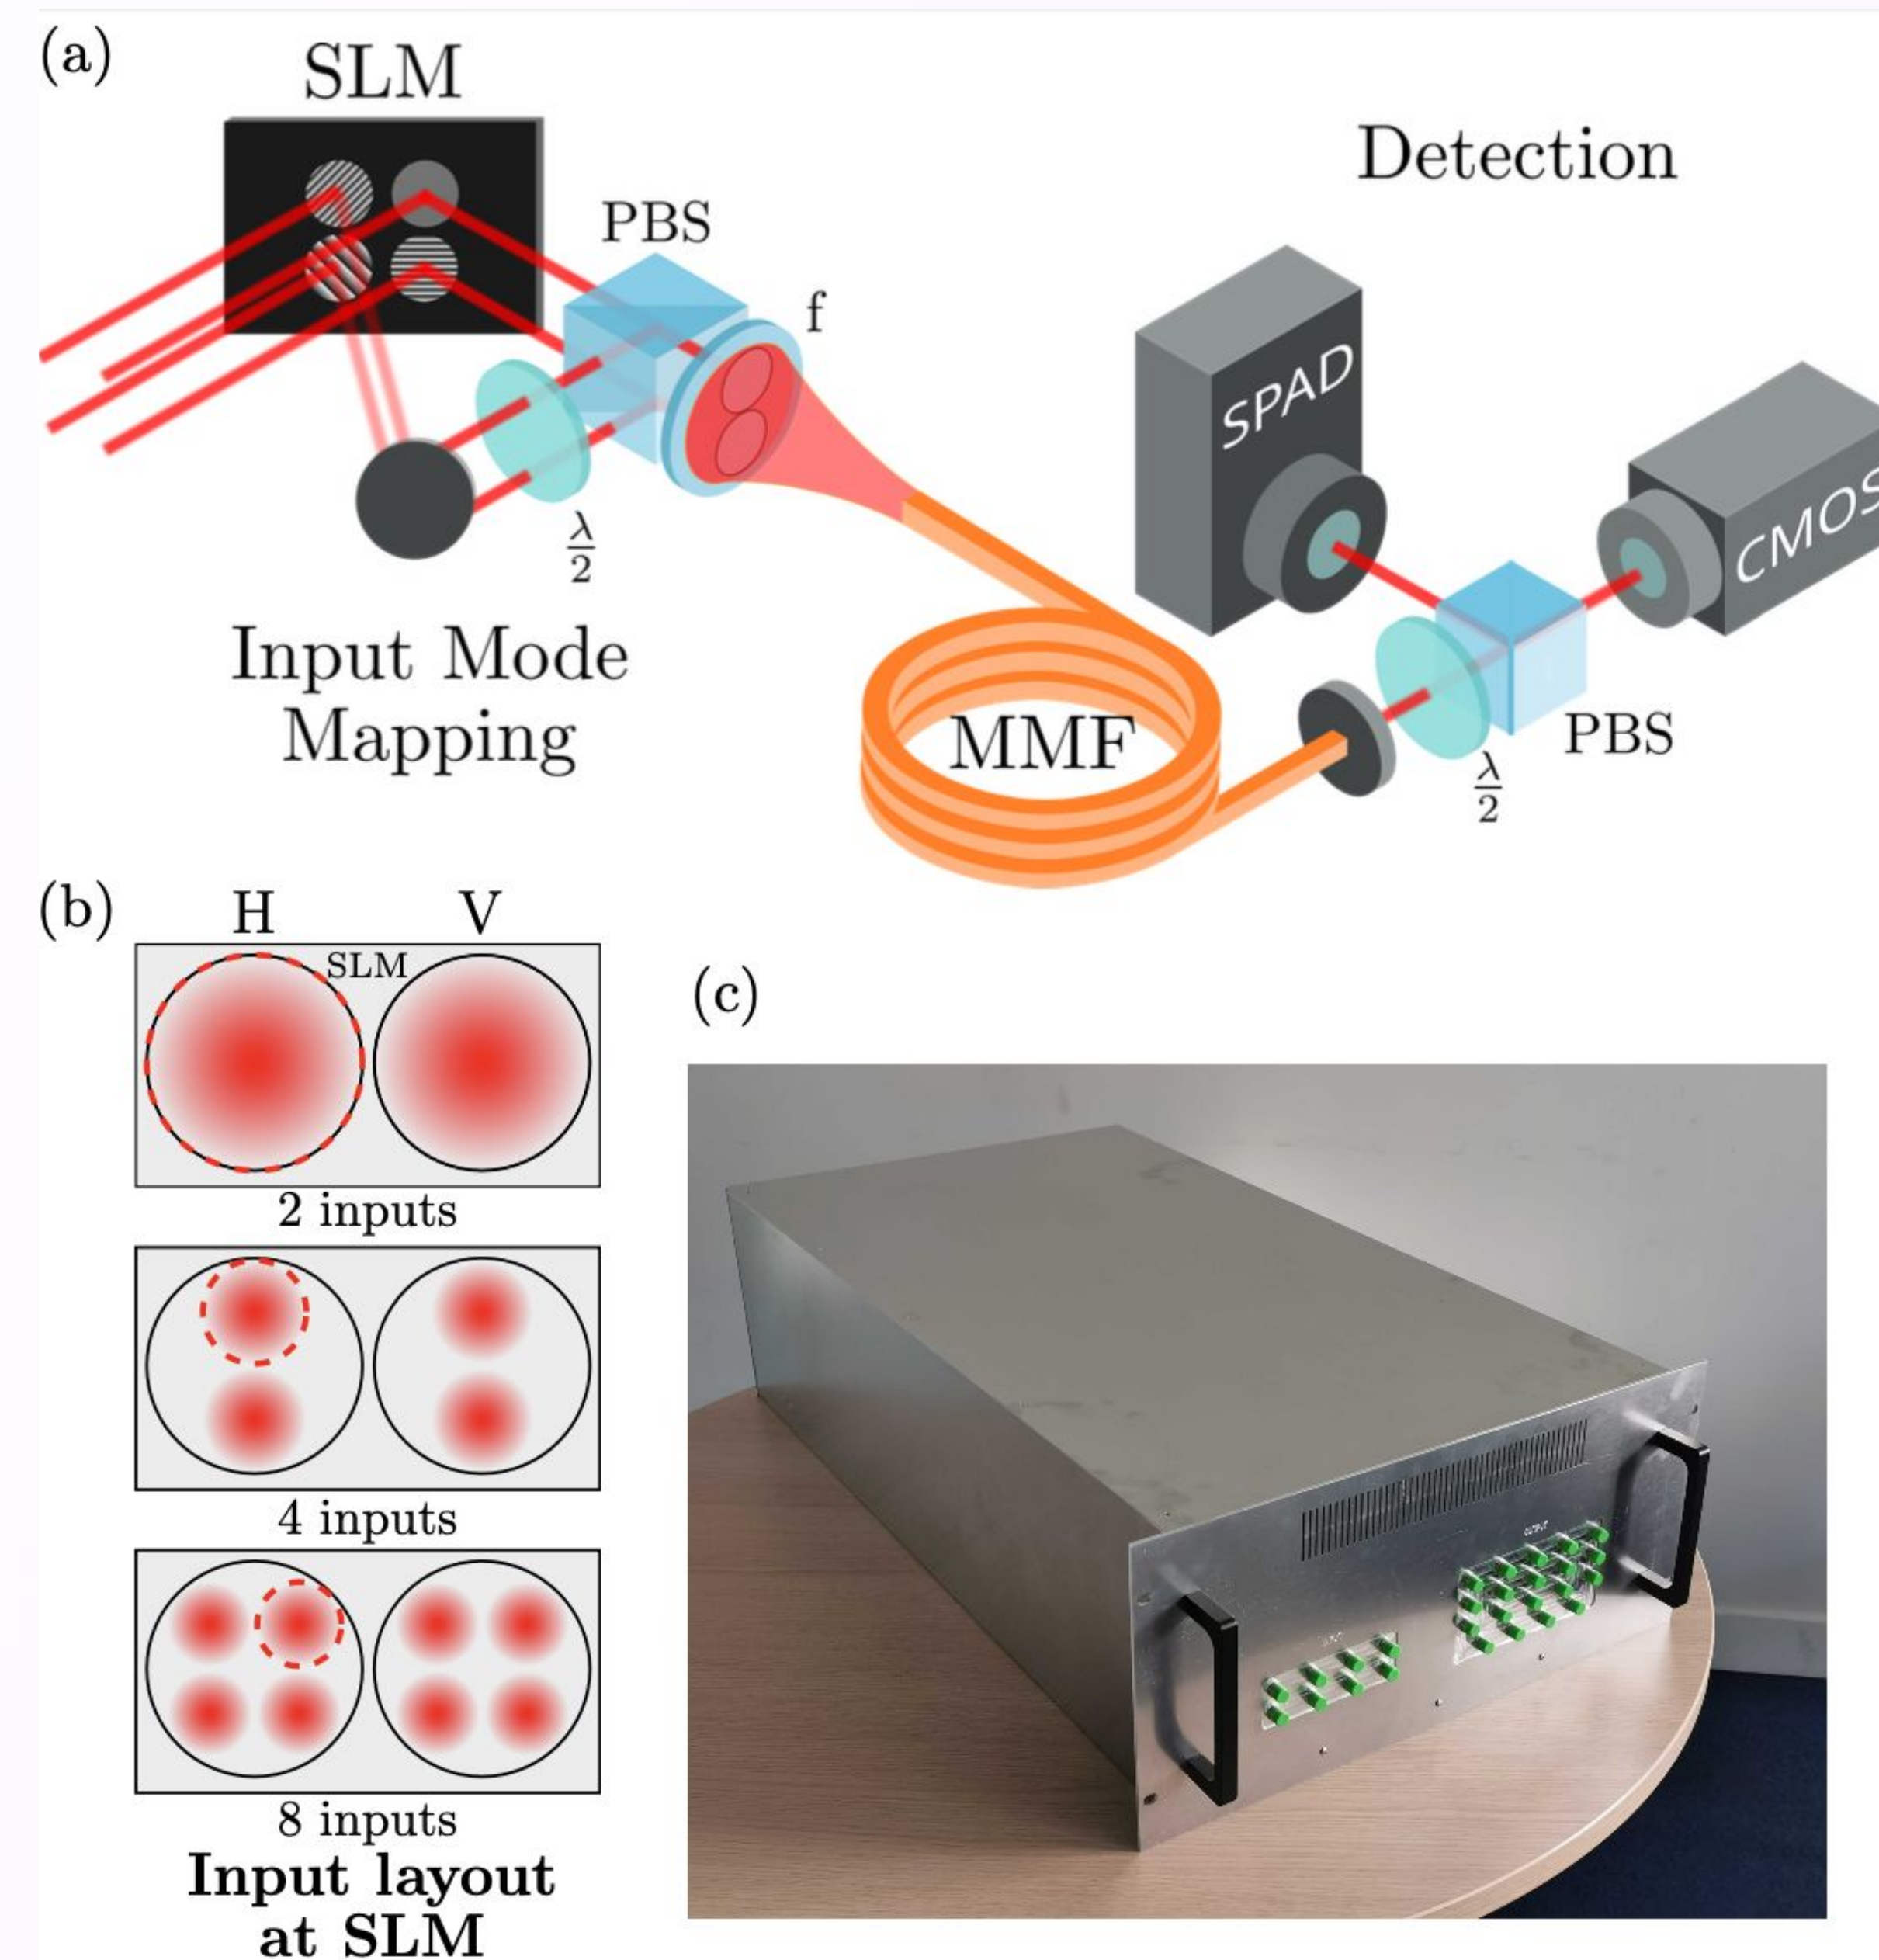 (a)
SLM
PBS
f
λ/2
Input Mode
Mapping
MMF
Detection
SPAD
CMOS
PBS
λ/2
(b)
H V
SLM
2 inputs
4 inputs
8 inputs
Input layout
at SLM
(c)
OUTPUT